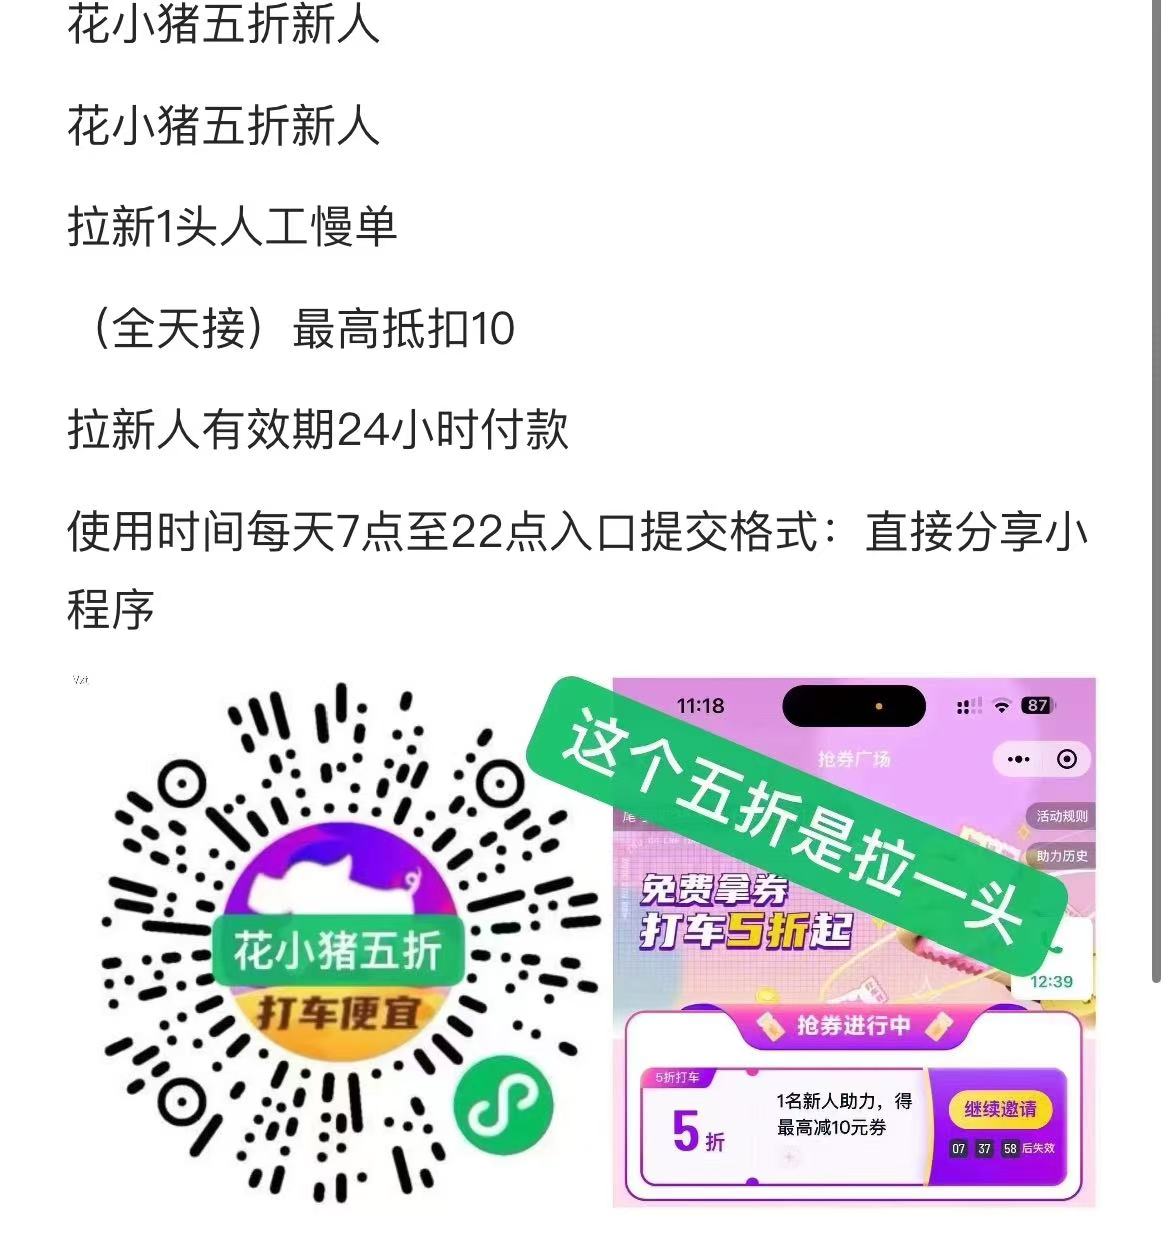 花小猪五折新人
花小猪五折新人
拉新1头人工慢单
（全天接）最高抵扣10
拉新人有效期24小时付款
使用时间每天7点至22点入口提交格式：直接分享小
程序
花小猪五折
打车便宜
11:18
87
抢券广场
这个五折是拉一头
活动规则
助力历史
免费拿券
打车5折起
12:39
抢券进行中
5折打车
5折
1名新人助力，得
最高减10元券
继续邀请
07 37 58 后失效